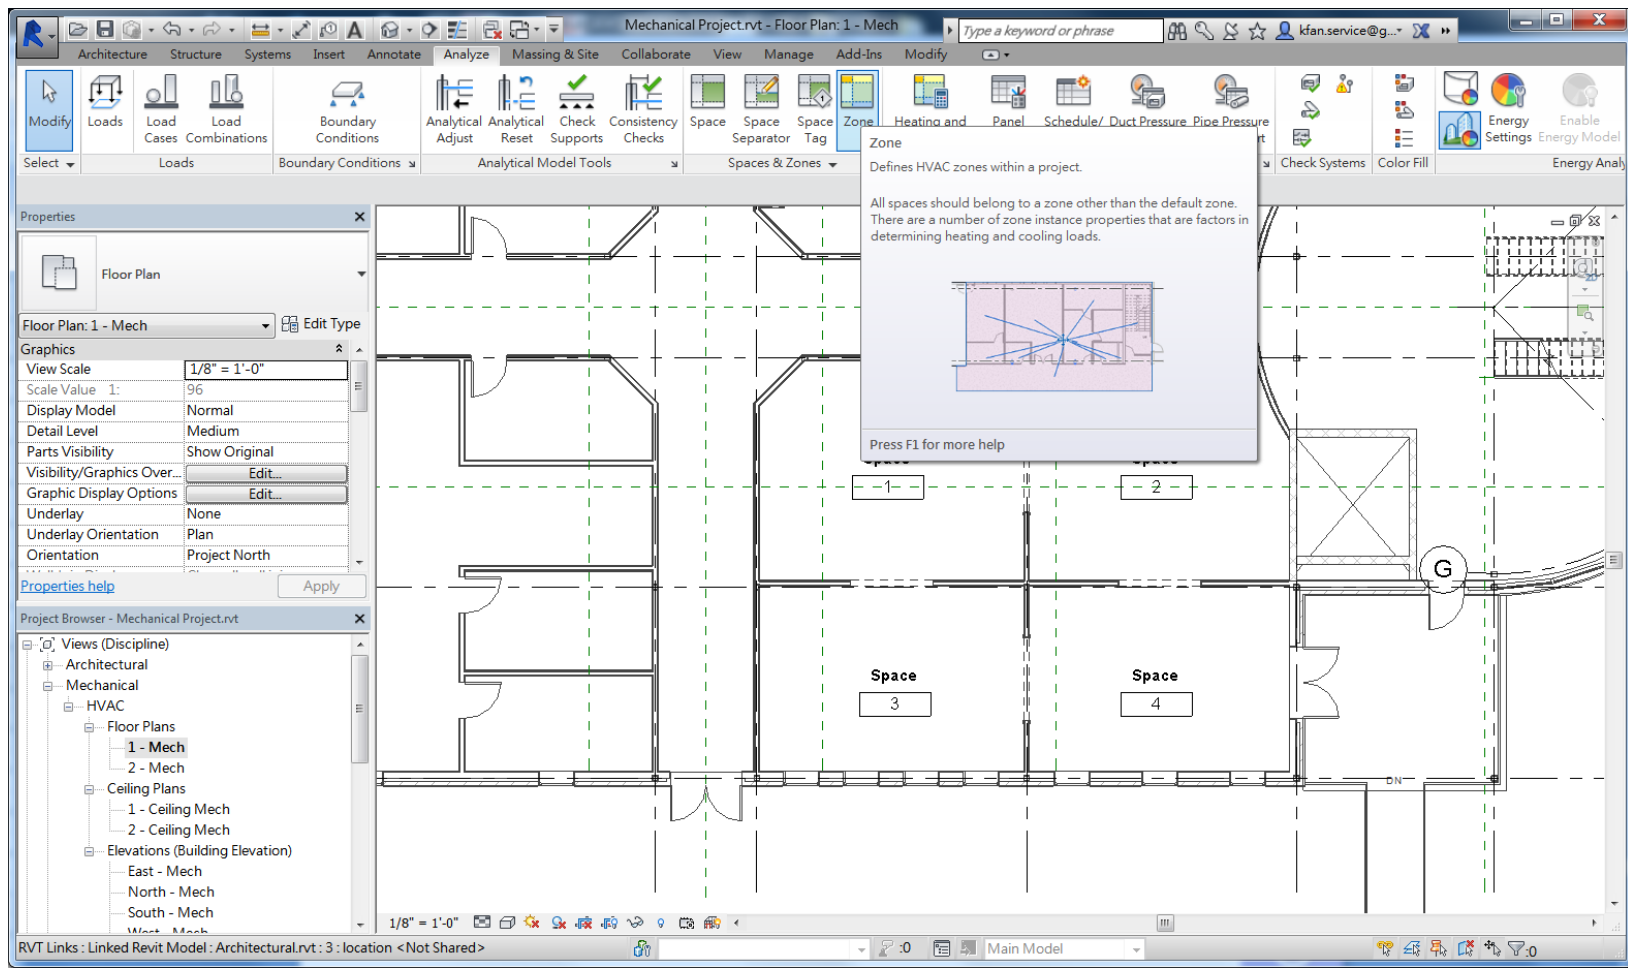 Mechanical Project.rvt - Floor Plan: 1 - Mech
Type a keyword or phrase
kfan.service@g...
Architecture Structure Systems Insert Annotate Analyze Massing & Site Collaborate View Manage Add-Ins Modify
Modify
Loads
Load Cases
Load Combinations
Boundary Conditions
Analytical Adjust
Analytical Reset
Check Supports
Consistency Checks
Space
Space Separator
Space Tag
Zone
Heating and
Panel
Schedule/
Duct Pressure
Pipe Pressure
Energy Settings
Enable Energy Model
Select
Loads
Boundary Conditions
Analytical Model Tools
Spaces & Zones
Check Systems
Color Fill
Energy Analy
Zone
Defines HVAC zones within a project.
All spaces should belong to a zone other than the default zone.
There are a number of zone instance properties that are factors in
determining heating and cooling loads.
Press F1 for more help
Properties
Floor Plan
Floor Plan: 1 - Mech
Edit Type
Graphics
View Scale 1/8" = 1'-0"
Scale Value 1: 96
Display Model Normal
Detail Level Medium
Parts Visibility Show Original
Visibility/Graphics Over... Edit...
Graphic Display Options Edit...
Underlay None
Underlay Orientation Plan
Orientation Project North
Properties help
Apply
Project Browser - Mechanical Project.rvt
Views (Discipline)
Architectural
Mechanical
HVAC
Floor Plans
1 - Mech
2 - Mech
Ceiling Plans
1 - Ceiling Mech
2 - Ceiling Mech
Elevations (Building Elevation)
East - Mech
North - Mech
South - Mech
West - Mech
Space
1
Space
2
G
Space
3
Space
4
DN
1/8" = 1'-0"
RVT Links : Linked Revit Model : Architectural.rvt : 3 : location <Not Shared>
:0
Main Model
:0